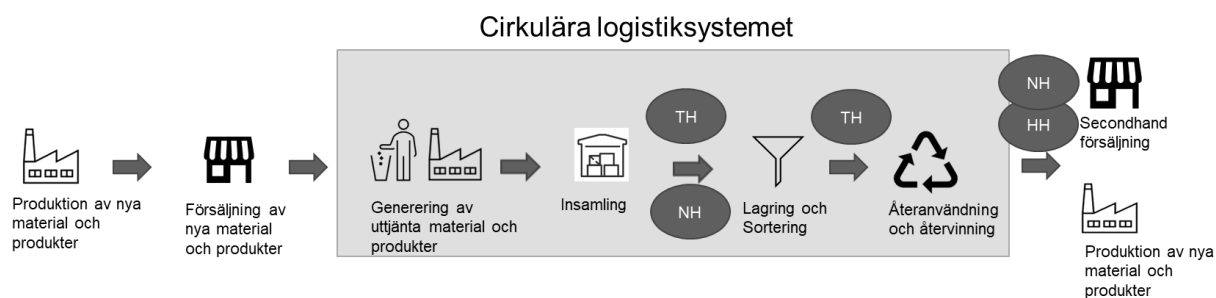 Cirkulära logistiksystemet
NH
HH
TH
TH
NH
Produktion av nya
material och
produkter
Försäljning av
nya material
och produkter
Generering av
uttjänta material och
produkter
Insamling
Lagring och
Sortering
Återanvändning
och återvinning
Secondhand
försäljning
Produktion av nya
material och
produkter